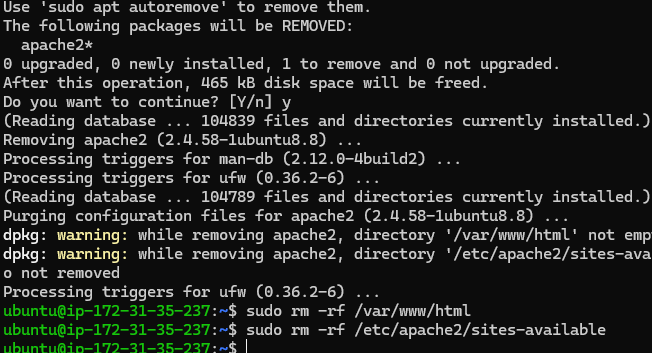 Use 'sudo apt autoremove' to remove them.
The following packages will be REMOVED:
  apache2*
0 upgraded, 0 newly installed, 1 to remove and 0 not upgraded.
After this operation, 465 kB disk space will be freed.
Do you want to continue? [Y/n] y
(Reading database ... 104839 files and directories currently installed.)
Removing apache2 (2.4.58-1ubuntu8.8) ...
Processing triggers for man-db (2.12.0-4build2) ...
Processing triggers for ufw (0.36.2-6) ...
(Reading database ... 104789 files and directories currently installed.)
Purging configuration files for apache2 (2.4.58-1ubuntu8.8) ...
dpkg: warning: while removing apache2, directory '/var/www/html' not emp
dpkg: warning: while removing apache2, directory '/etc/apache2/sites-ava
o not removed
Processing triggers for ufw (0.36.2-6) ...
ubuntu@ip-172-31-35-237:~$ sudo rm -rf /var/www/html
ubuntu@ip-172-31-35-237:~$ sudo rm -rf /etc/apache2/sites-available
ubuntu@ip-172-31-35-237:~$